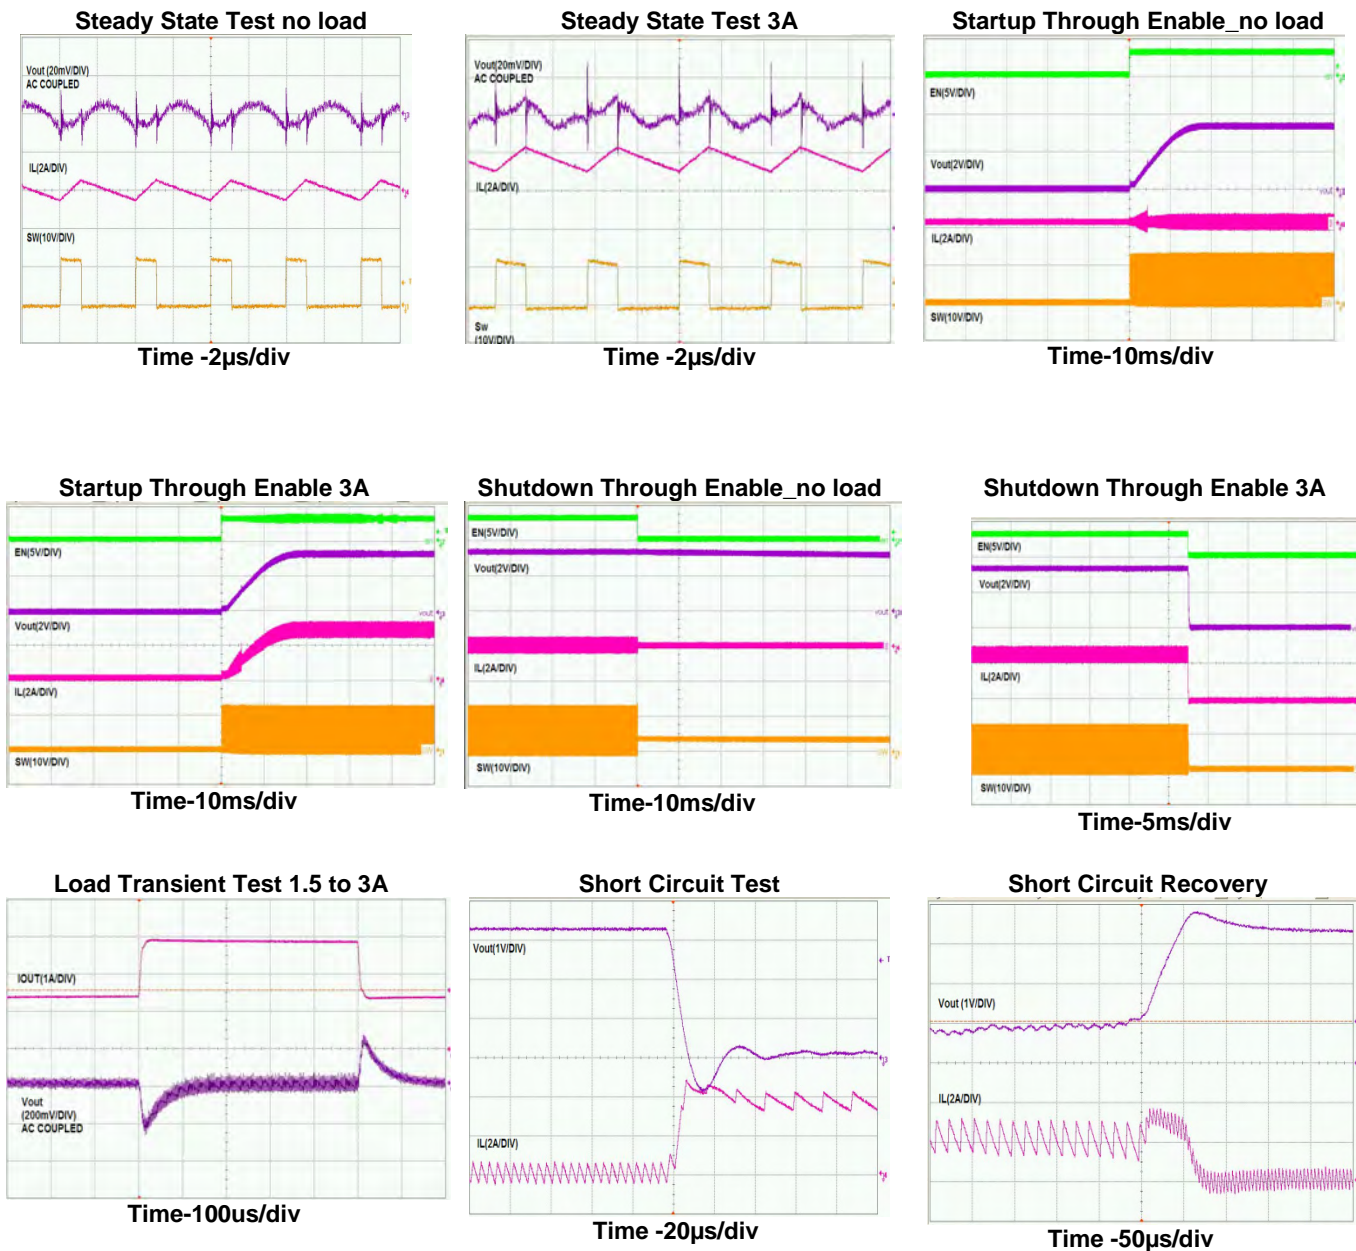 Steady State Test no load
Vout (20mV/DIV)
AC COUPLED
IL(2A/DIV)
SW(10V/DIV)
Time -2µs/div
Steady State Test 3A
Vout(20mV/DIV)
AC COUPLED
IL(2A/DIV)
Sw
(10V/DIV)
Time -2µs/div
Startup Through Enable_no load
EN(5V/DIV)
Vout(2V/DIV)
IL(2A/DIV)
SW(10V/DIV)
Time-10ms/div
Startup Through Enable 3A
EN(5V/DIV)
Vout(2V/DIV)
IL(2A/DIV)
SW(10V/DIV)
Time-10ms/div
Shutdown Through Enable_no load
EN(5V/DIV)
Vout(2V/DIV)
IL(2A/DIV)
SW(10V/DIV)
Time-10ms/div
Shutdown Through Enable 3A
EN(5V/DIV)
Vout(2V/DIV)
IL(2A/DIV)
SW(10V/DIV)
Time-5ms/div
Load Transient Test 1.5 to 3A
IOUT(1A/DIV)
Vout
(200mV/DIV)
AC COUPLED
Time-100us/div
Short Circuit Test
Vout(1V/DIV)
IL(2A/DIV)
Time -20µs/div
Short Circuit Recovery
Vout (1V/DIV)
IL(2A/DIV)
Time -50µs/div